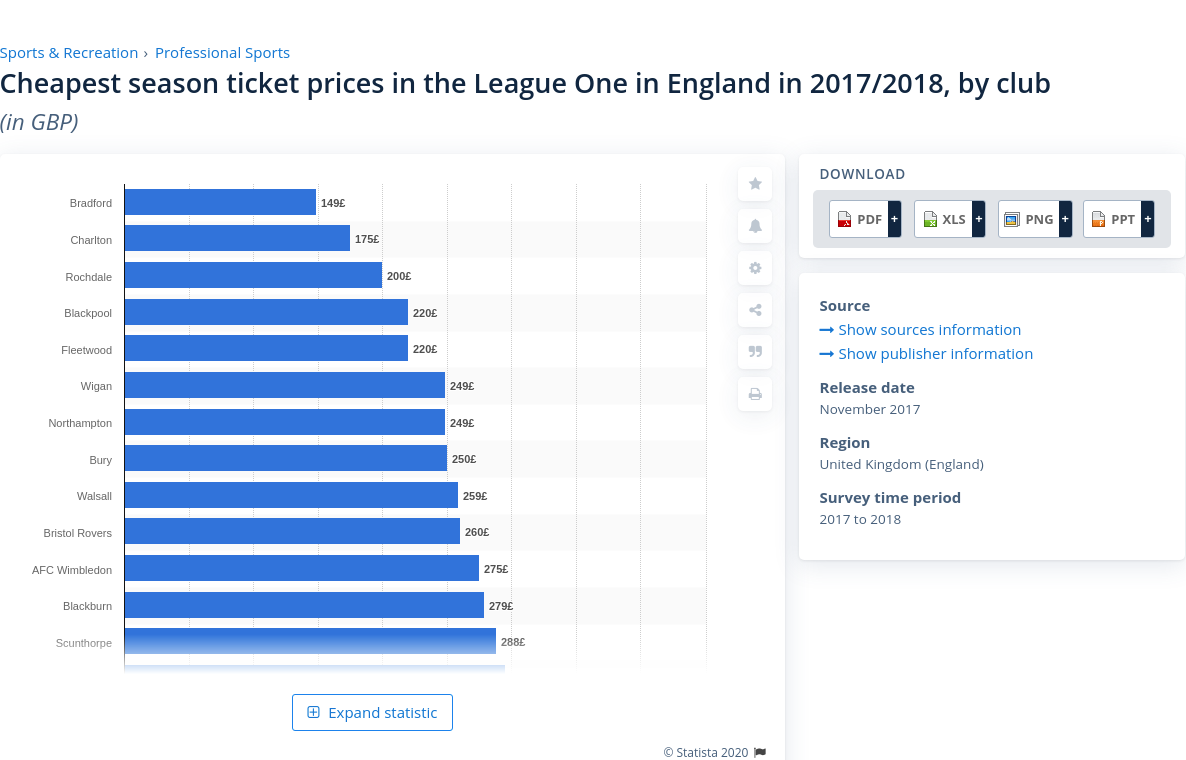 Sports & Recreation › Professional Sports
Cheapest season ticket prices in the League One in England in 2017/2018, by club
(in GBP)
Bradford 149£
Charlton 175£
Rochdale 200£
Blackpool 220£
Fleetwood 220£
Wigan 249£
Northampton 249£
Bury 250£
Walsall 259£
Bristol Rovers 260£
AFC Wimbledon 275£
Blackburn 279£
Scunthorpe 288£
Expand statistic
© Statista 2020
DOWNLOAD
PDF + XLS + PNG + PPT +
Source
Show sources information
Show publisher information
Release date
November 2017
Region
United Kingdom (England)
Survey time period
2017 to 2018